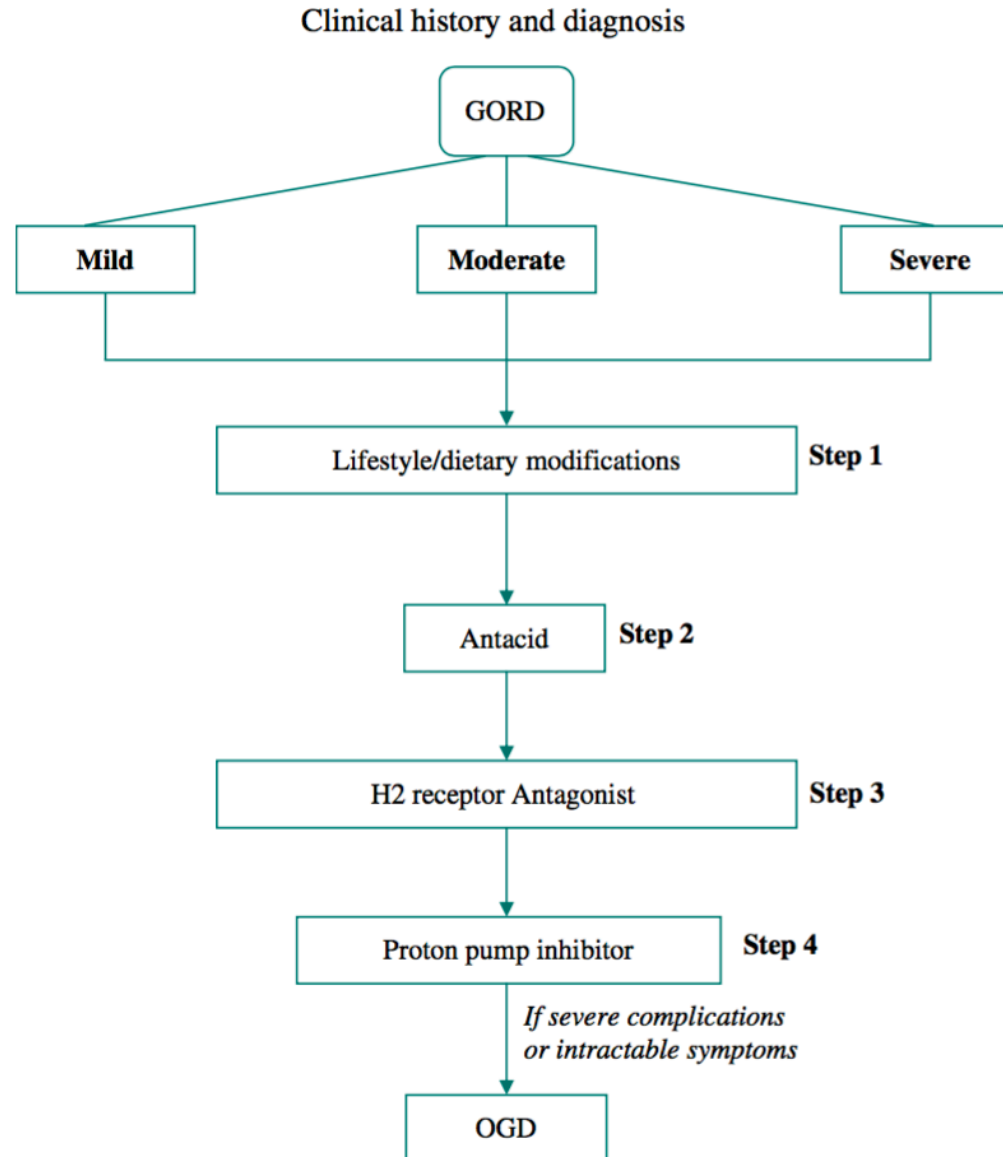 Clinical history and diagnosis
GORD
Mild
Moderate
Severe
Lifestyle/dietary modifications
Step 1
Antacid
Step 2
H2 receptor Antagonist
Step 3
Proton pump inhibitor
Step 4
If severe complications
or intractable symptoms
OGD